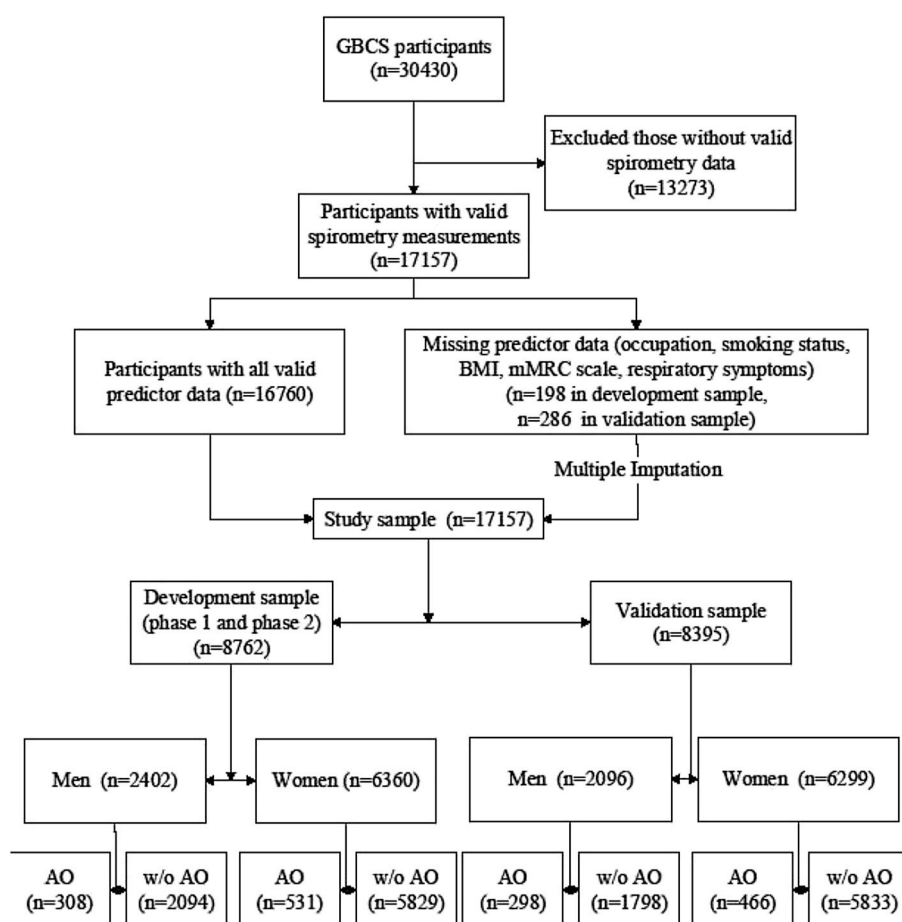 GBCS participants
(n=30430)
Excluded those without valid
spirometry data
(n=13273)
Participants with valid
spirometry measurements
(n=17157)
Participants with all valid
predictor data (n=16760)
Missing predictor data (occupation, smoking status,
BMI, mMRC scale, respiratory symptoms)
(n=198 in development sample,
n=286 in validation sample)
Multiple Imputation
Study sample (n=17157)
Development sample
(phase 1 and phase 2)
(n=8762)
Validation sample
(n=8395)
Men (n=2402)
Women (n=6360)
Men (n=2096)
Women (n=6299)
AO
(n=308)
w/o AO
(n=2094)
AO
(n=531)
w/o AO
(n=5829)
AO
(n=298)
w/o AO
(n=1798)
AO
(n=466)
w/o AO
(n=5833)